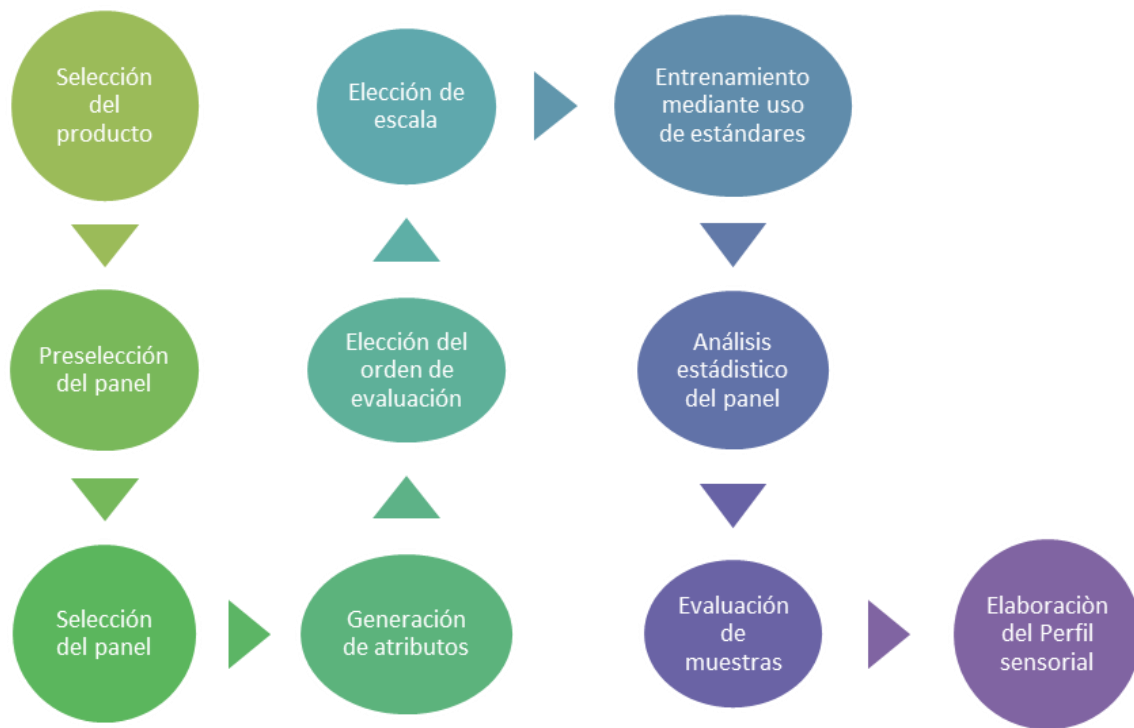 Selección
del
producto
Preselección
del panel
Selección
del panel
Generación
de atributos
Elección del
orden de
evaluación
Elección de
escala
Entrenamiento
mediante uso
de estándares
Análisis
estádistico
del panel
Evaluación
de
muestras
Elaboraciòn
del Perfil
sensorial